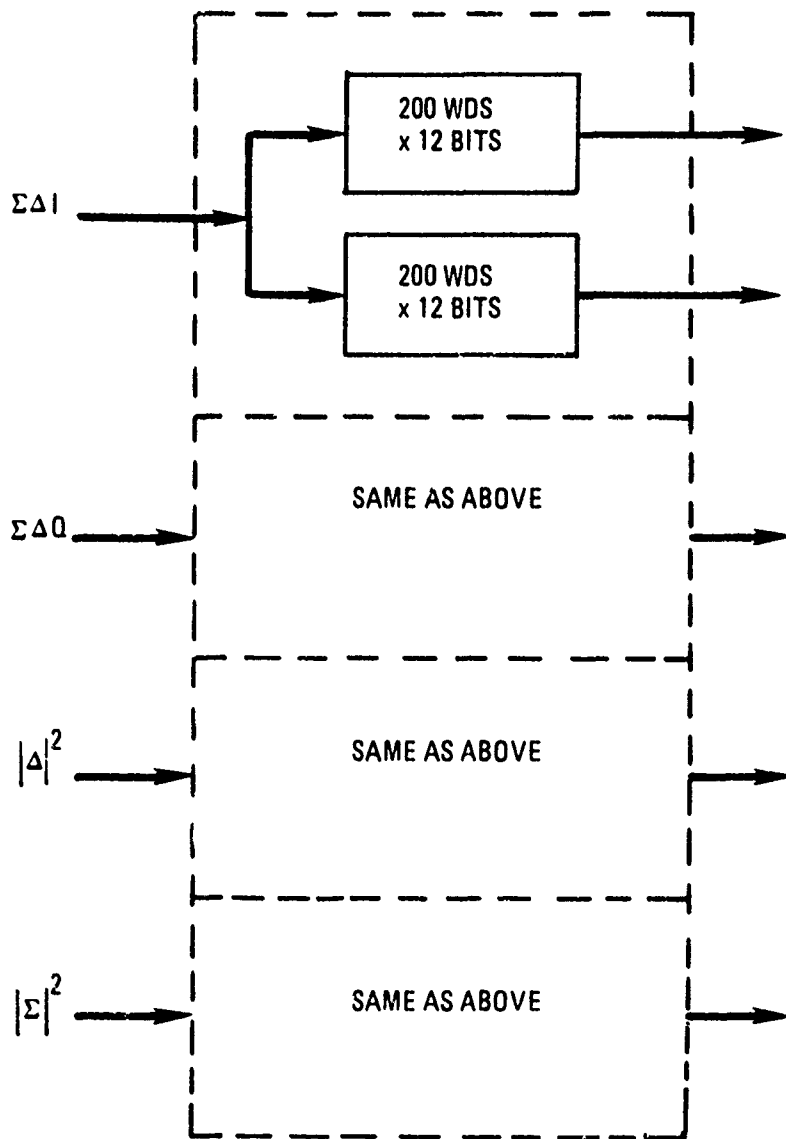 200 WDS
x 12 BITS
ΣΔI
200 WDS
x 12 BITS
SAME AS ABOVE
ΣΔQ
SAME AS ABOVE
|Δ|²
SAME AS ABOVE
|Σ|²